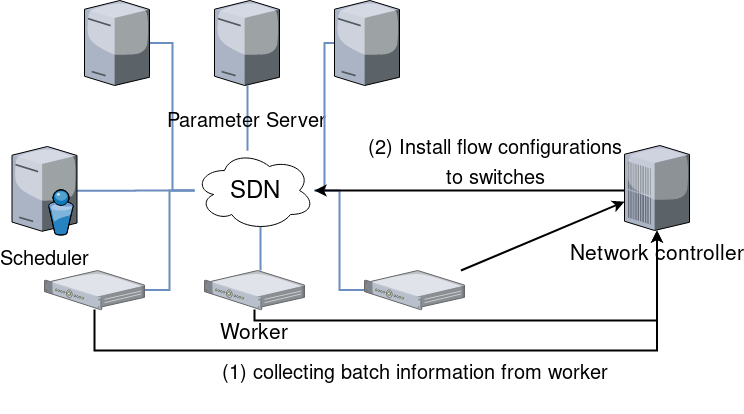 Parameter Server
(2) Install flow configurations
to switches
SDN
Scheduler
Network controller
Worker
(1) collecting batch information from worker